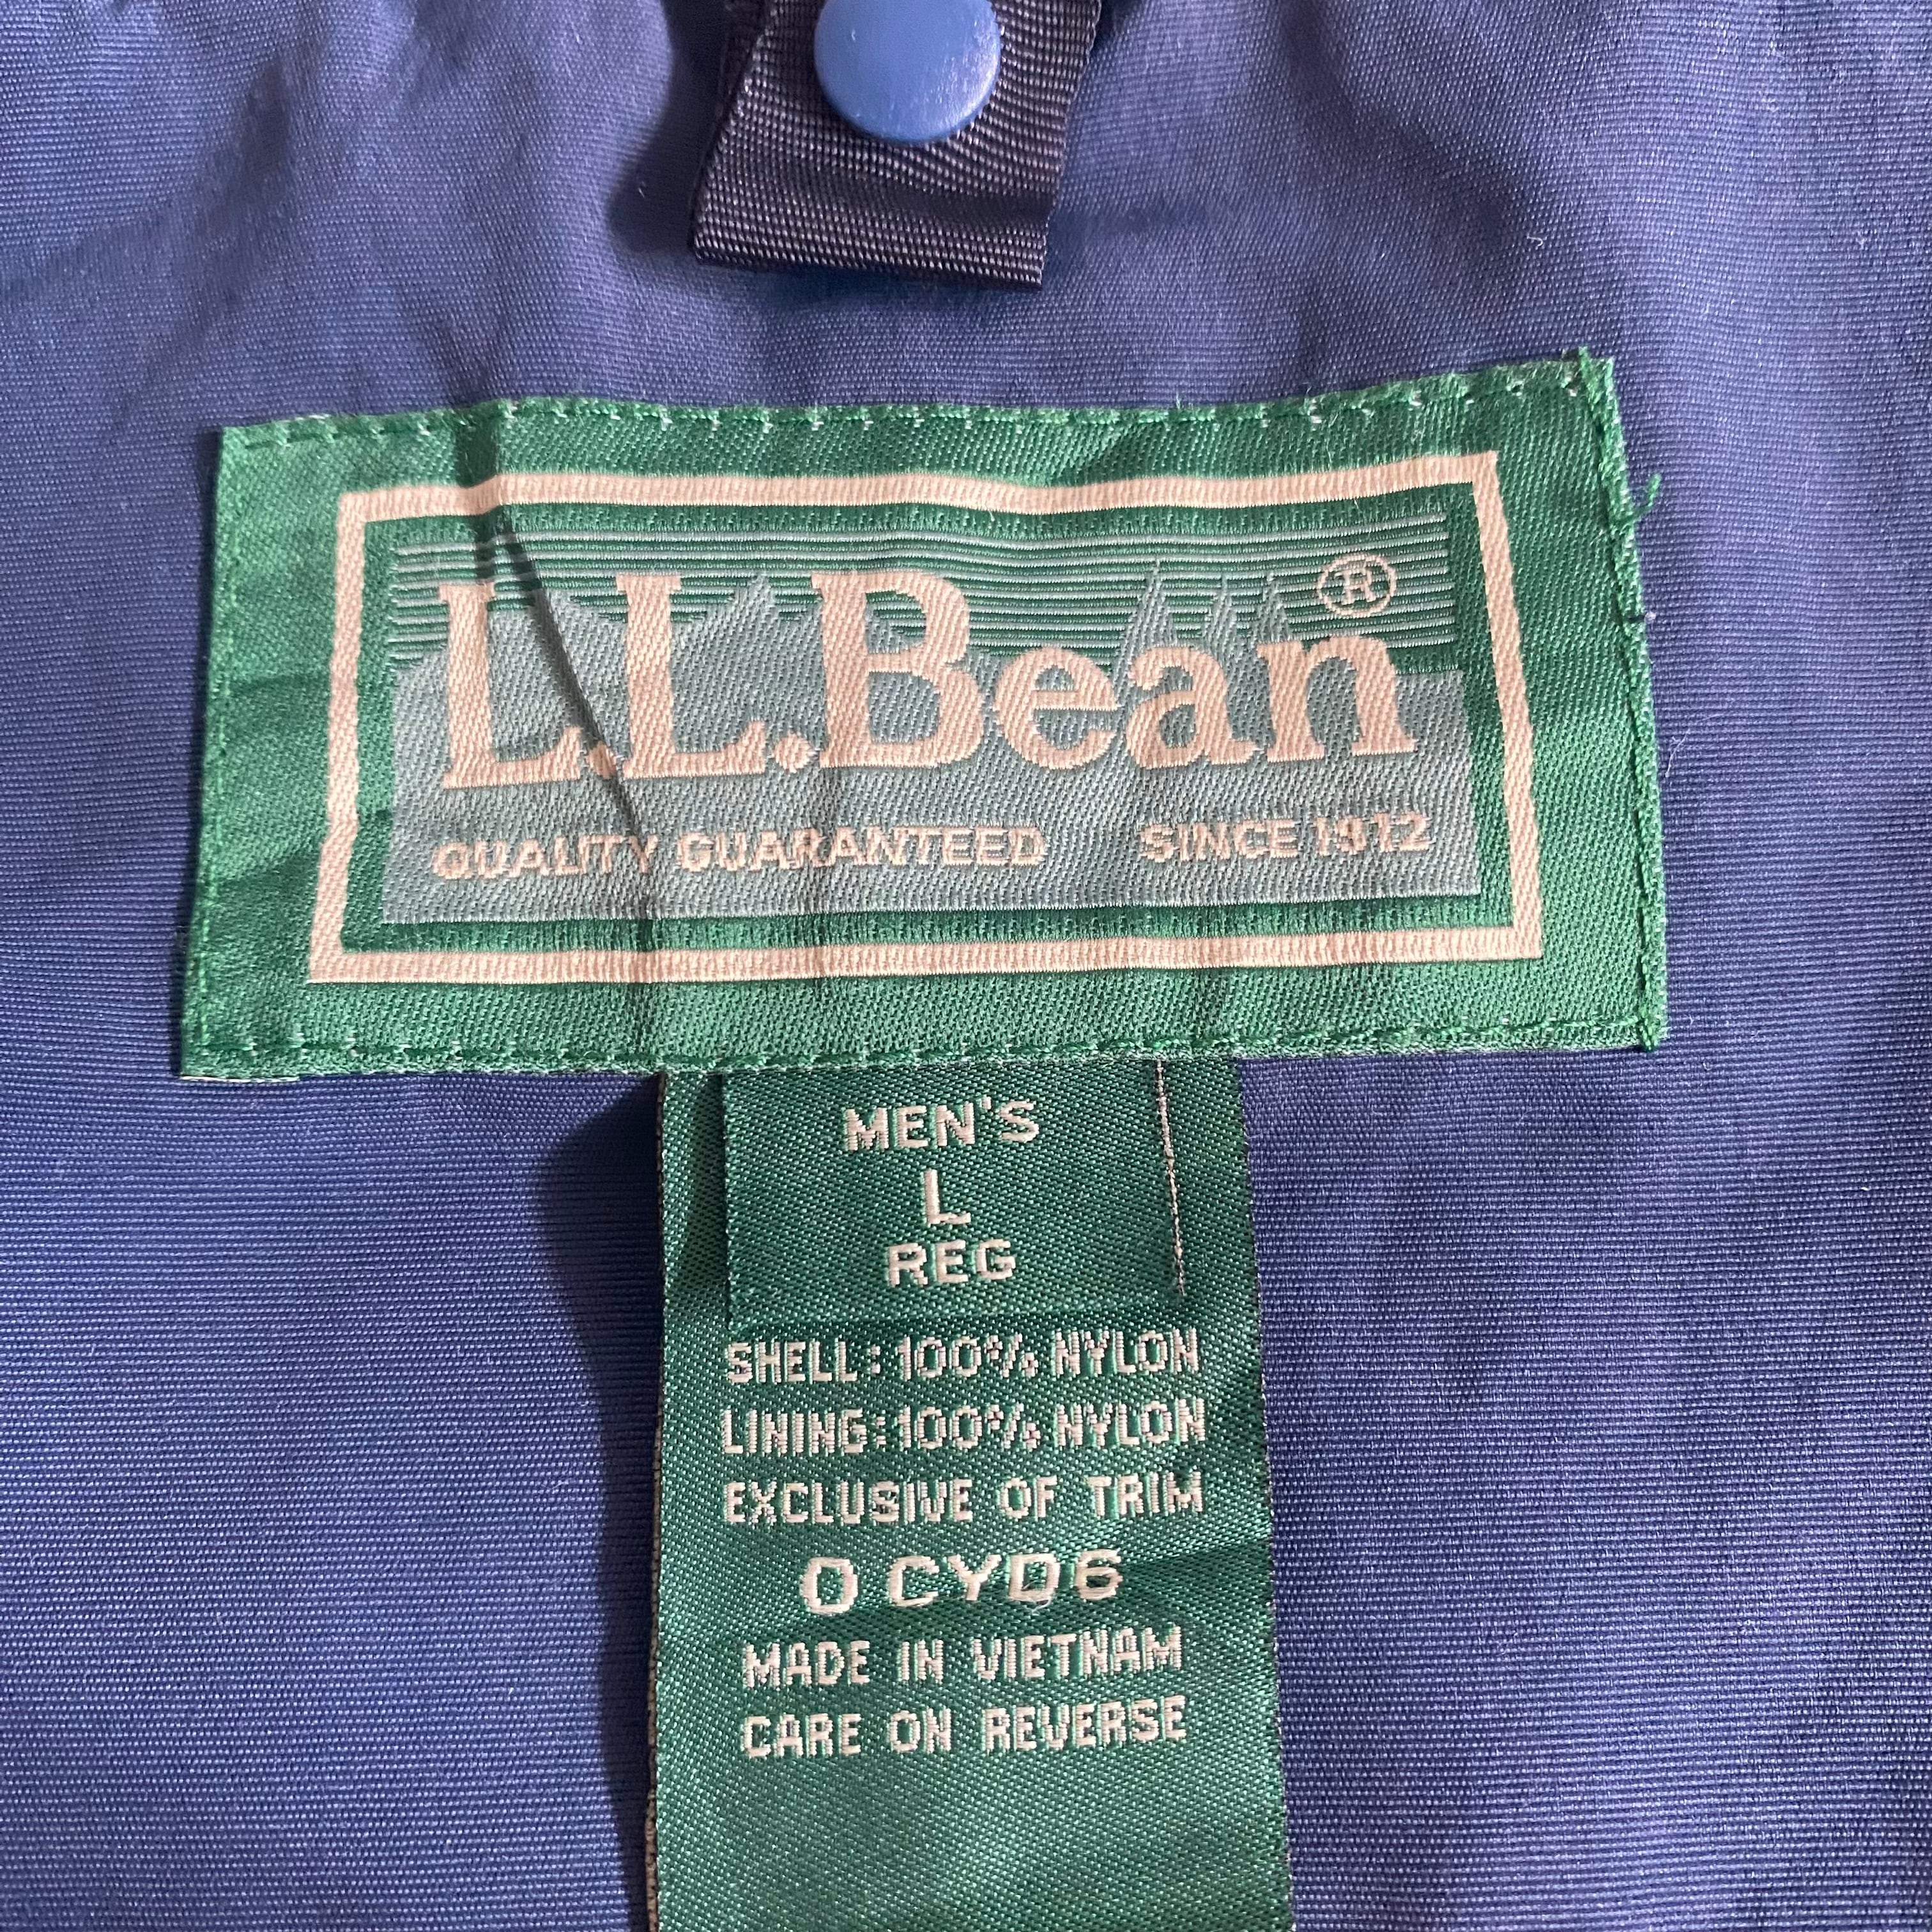 L.L.Bean®
QUALITY GUARANTEED SINCE 1912
MEN'S
L
REG
SHELL: 100% NYLON
LINING: 100% NYLON
EXCLUSIVE OF TRIM
0 CYD6
MADE IN VIETNAM
CARE ON REVERSE